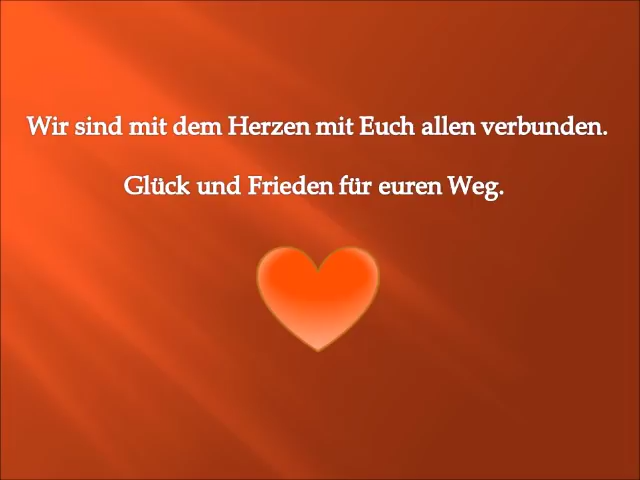 Wir sind mit dem Herzen mit Euch allen verbunden.
Glück und Frieden für euren Weg.